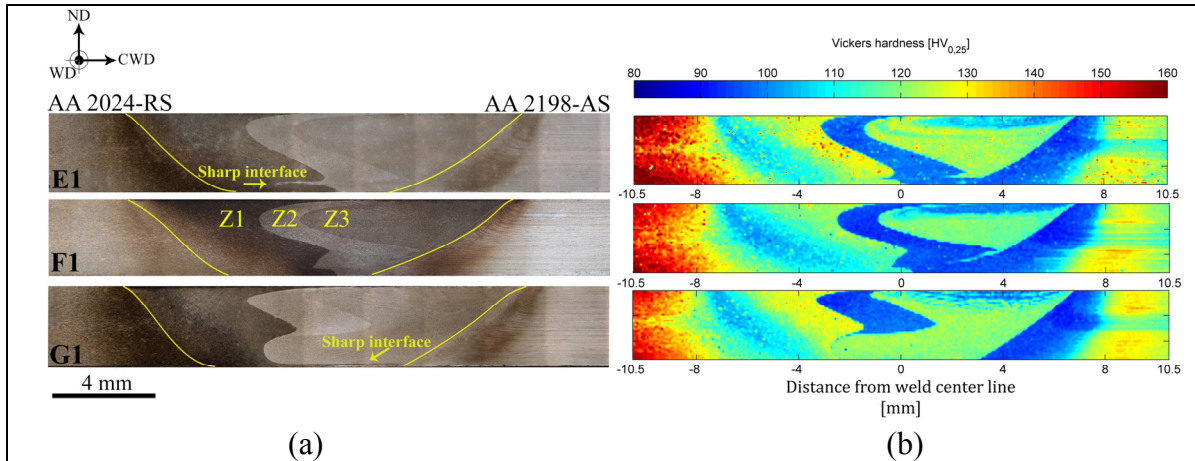 ND
WD
CWD
AA 2024-RS
AA 2198-AS
Sharp interface
E1
Z1 Z2 Z3
F1
Sharp interface
G1
4 mm
(a)
Vickers hardness [HV0,25]
80 90 100 110 120 130 140 150 160
-10.5 -8 -4 0 4 8 10.5
-10.5 -8 -4 0 4 8 10.5
-10.5 -8 -4 0 4 8 10.5
Distance from weld center line
[mm]
(b)